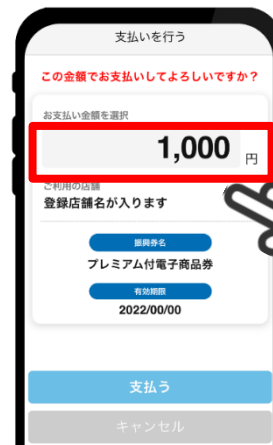 支払いを行う
この金額でお支払いしてよろしいですか？
お支払い金額を選択
1,000 円
ご利用の店舗
登録店舗名が入ります
振興券名
プレミアム付電子商品券
有効期限
2022/00/00
支払う
キャンセル